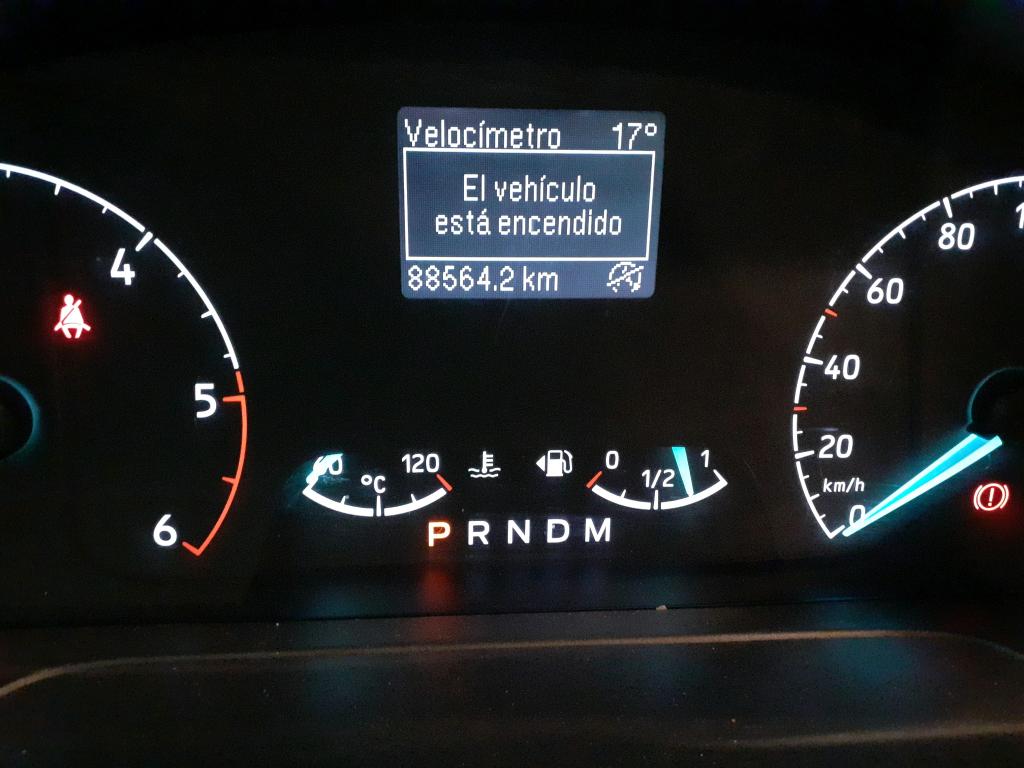 Velocímetro 17°
El vehículo
está encendido
88564.2 km
4
5
6
60 °C 120
0 1/2 1
P R N D M
80
60
40
20
km/h
0